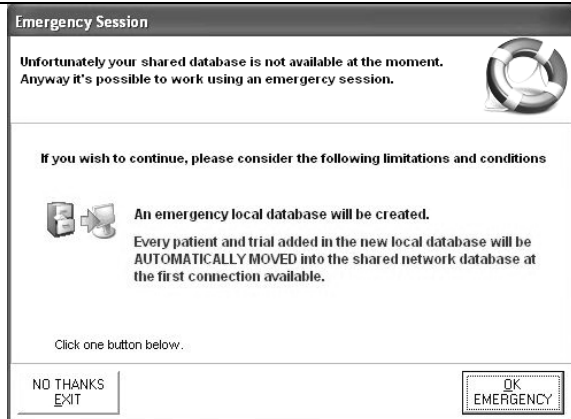 Emergency Session
Unfortunately your shared database is not available at the moment.
Anyway it's possible to work using an emergercy session.
If you wish to continue, please consider the following limitations and conditions
An emergency local database will be created.
Every patient and trial added in the new local database will be
AUTOMATICALLY MOVED into the shared network database at
the first connection available.
Click one button below.
NO THANKS
EXIT
OK
EMERGENCY